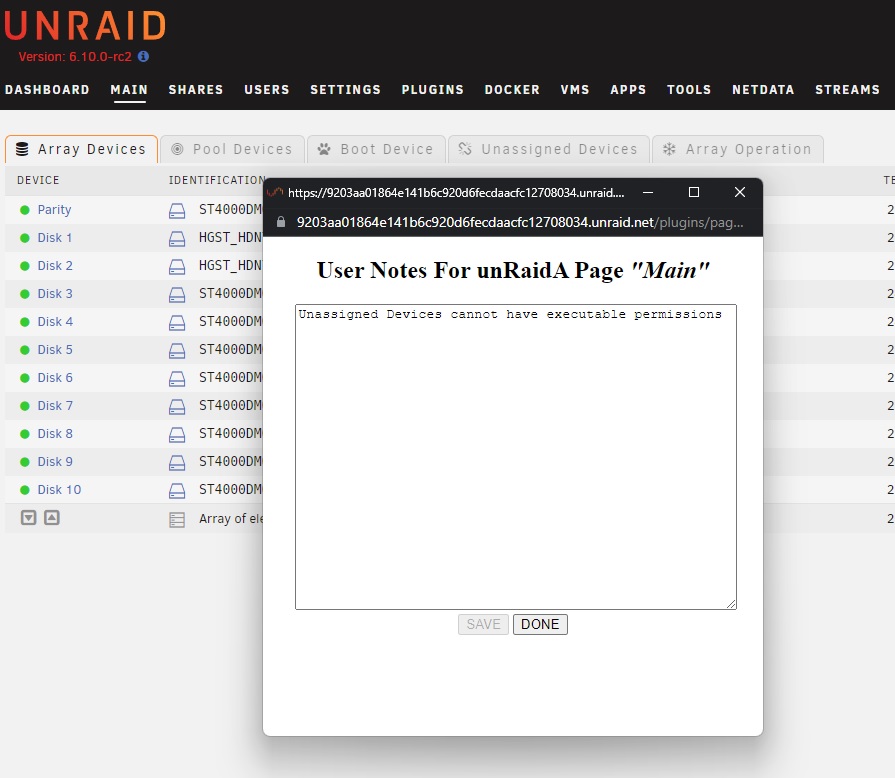 UNRAID
Version: 6.10.0-rc2
DASHBOARD MAIN SHARES USERS SETTINGS PLUGINS DOCKER VMS APPS TOOLS NETDATA STREAMS
Array Devices Pool Devices Boot Device Unassigned Devices Array Operation
DEVICE IDENTIFICATION TE
Parity ST4000DM 2
Disk 1 HGST_HDN 2
Disk 2 HGST_HDN 2
Disk 3 ST4000DM 2
Disk 4 ST4000DM 2
Disk 5 ST4000DM 2
Disk 6 ST4000DM 2
Disk 7 ST4000DM 2
Disk 8 ST4000DM 2
Disk 9 ST4000DM 2
Disk 10 ST4000DM 2
Array of ele 2
https://9203aa01864e141b6c920d6fecdaacfc12708034.unraid....
9203aa01864e141b6c920d6fecdaacfc12708034.unraid.net/plugins/pag...
User Notes For unRaidA Page "Main"
Unassigned Devices cannot have executable permissions
SAVE DONE